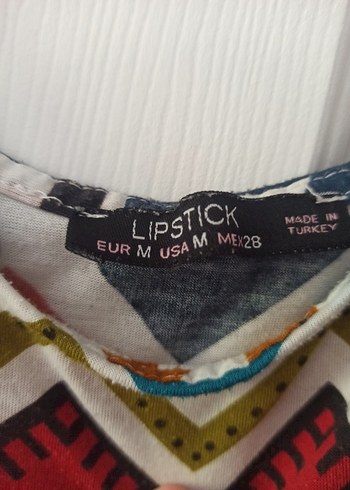 LIPSTICK
EUR M USA M MEX28
MADE IN
TURKEY